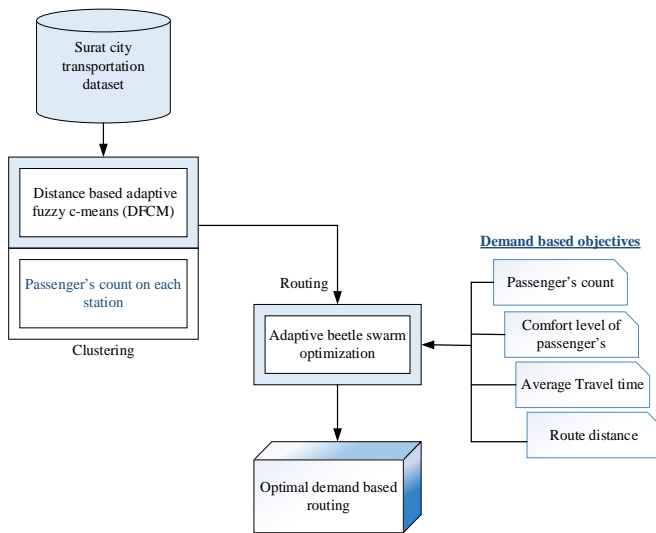 Surat city
transportation
dataset
Distance based adaptive
fuzzy c-means (DFCM)
Passenger's count on each
station
Clustering
Routing
Adaptive beetle swarm
optimization
Optimal demand based
routing
Demand based objectives
Passenger's count
Comfort level of
passenger's
Average Travel time
Route distance